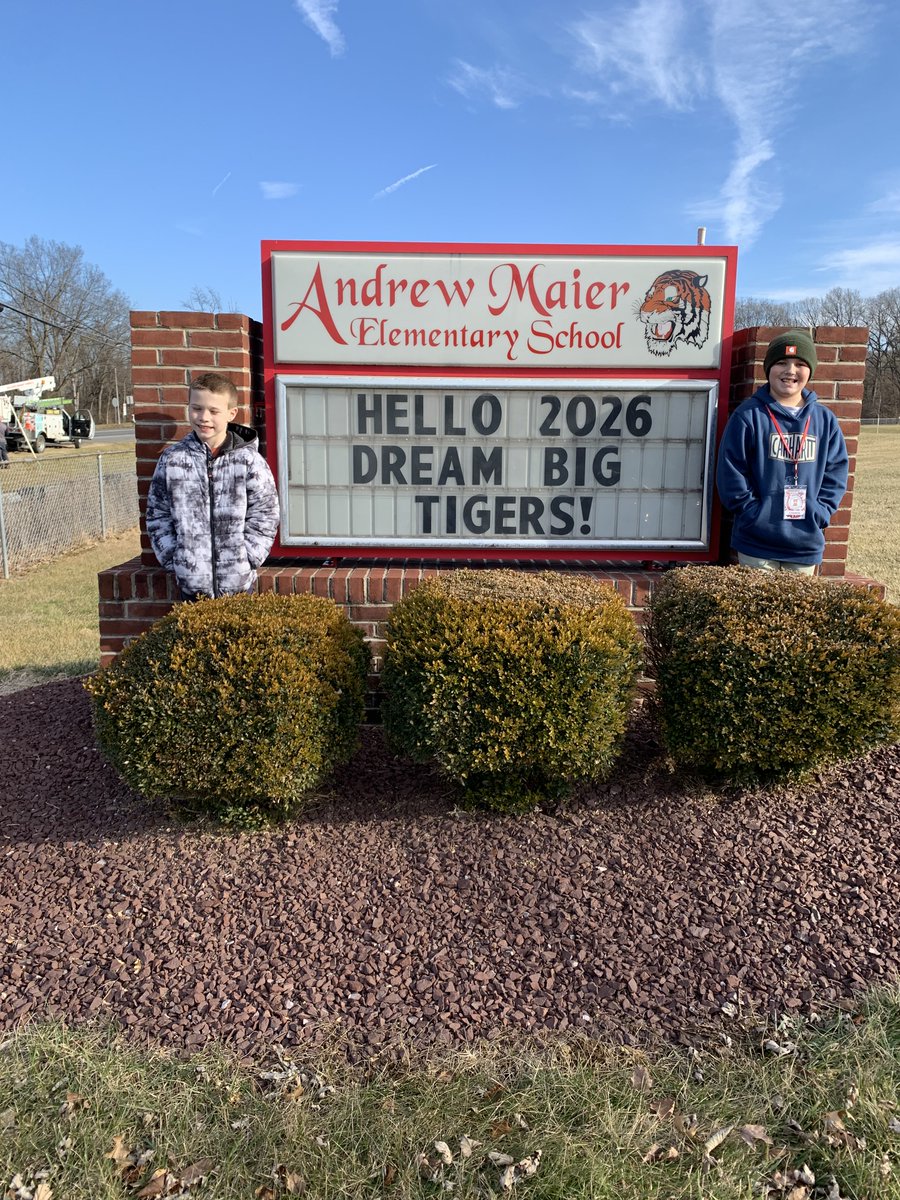 Andrew Maier
Elementary School
HELLO 2026
DREAM BIG
TIGERS!
CARHARTT